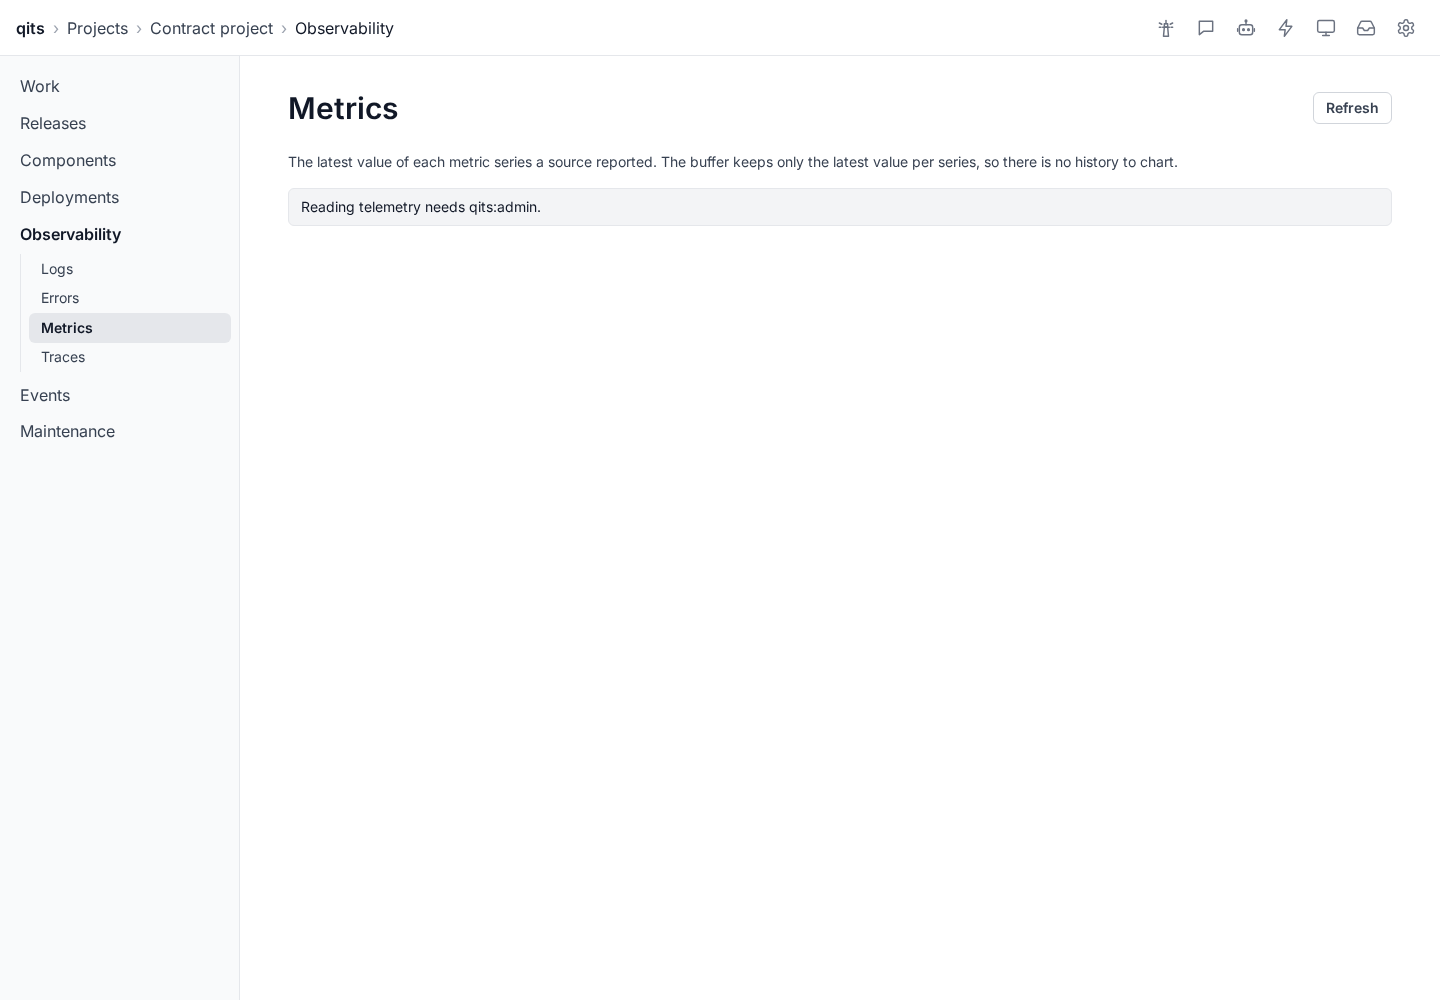 qits › Projects › Contract project › Observability
Work
Releases
Components
Deployments
Observability
Logs
Errors
Metrics
Traces
Events
Maintenance
Metrics
Refresh
The latest value of each metric series a source reported. The buffer keeps only the latest value per series, so there is no history to chart.
Reading telemetry needs qits:admin.